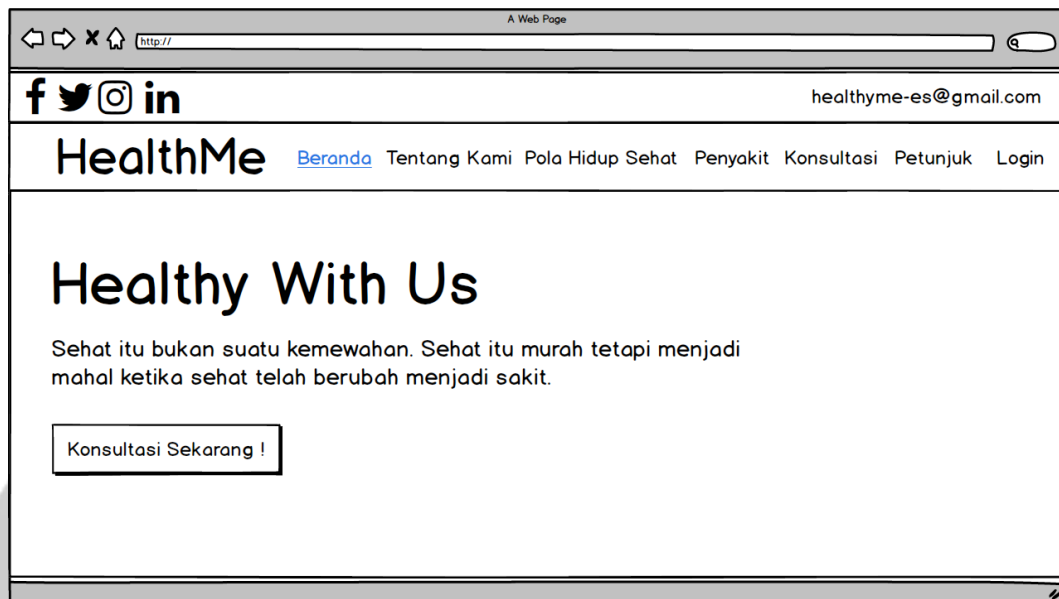 A Web Page
http://
healthyme-es@gmail.com
HealthMe Beranda Tentang Kami Pola Hidup Sehat Penyakit Konsultasi Petunjuk Login
Healthy With Us
Sehat itu bukan suatu kemewahan. Sehat itu murah tetapi menjadi
mahal ketika sehat telah berubah menjadi sakit.
Konsultasi Sekarang !